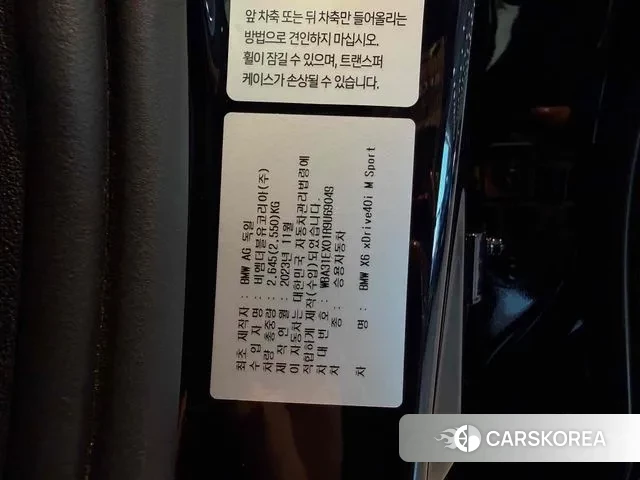 앞 차축 또는 뒤 차축만 들어올리는
방법으로 견인하지 마십시오.
휠이 잠길 수 있으며, 트랜스퍼
케이스가 손상될 수 있습니다.
최초 제작자 : BMW AG 독일
수 입 자 명 : 비엠더블유코리아(주)
차량 총중량 : 2,645(2,550)KG
제 작 연 월 : 2023년 11월
이 자동차는 대한민국 자동차관리법령에
적합하게 제작(수입)되었습니다.
차 대 번 호 : WBA31EX01R9U69049
차 종 : 승용자동차
차 명 : BMW X6 xDrive40i M Sport
CARSKOREA